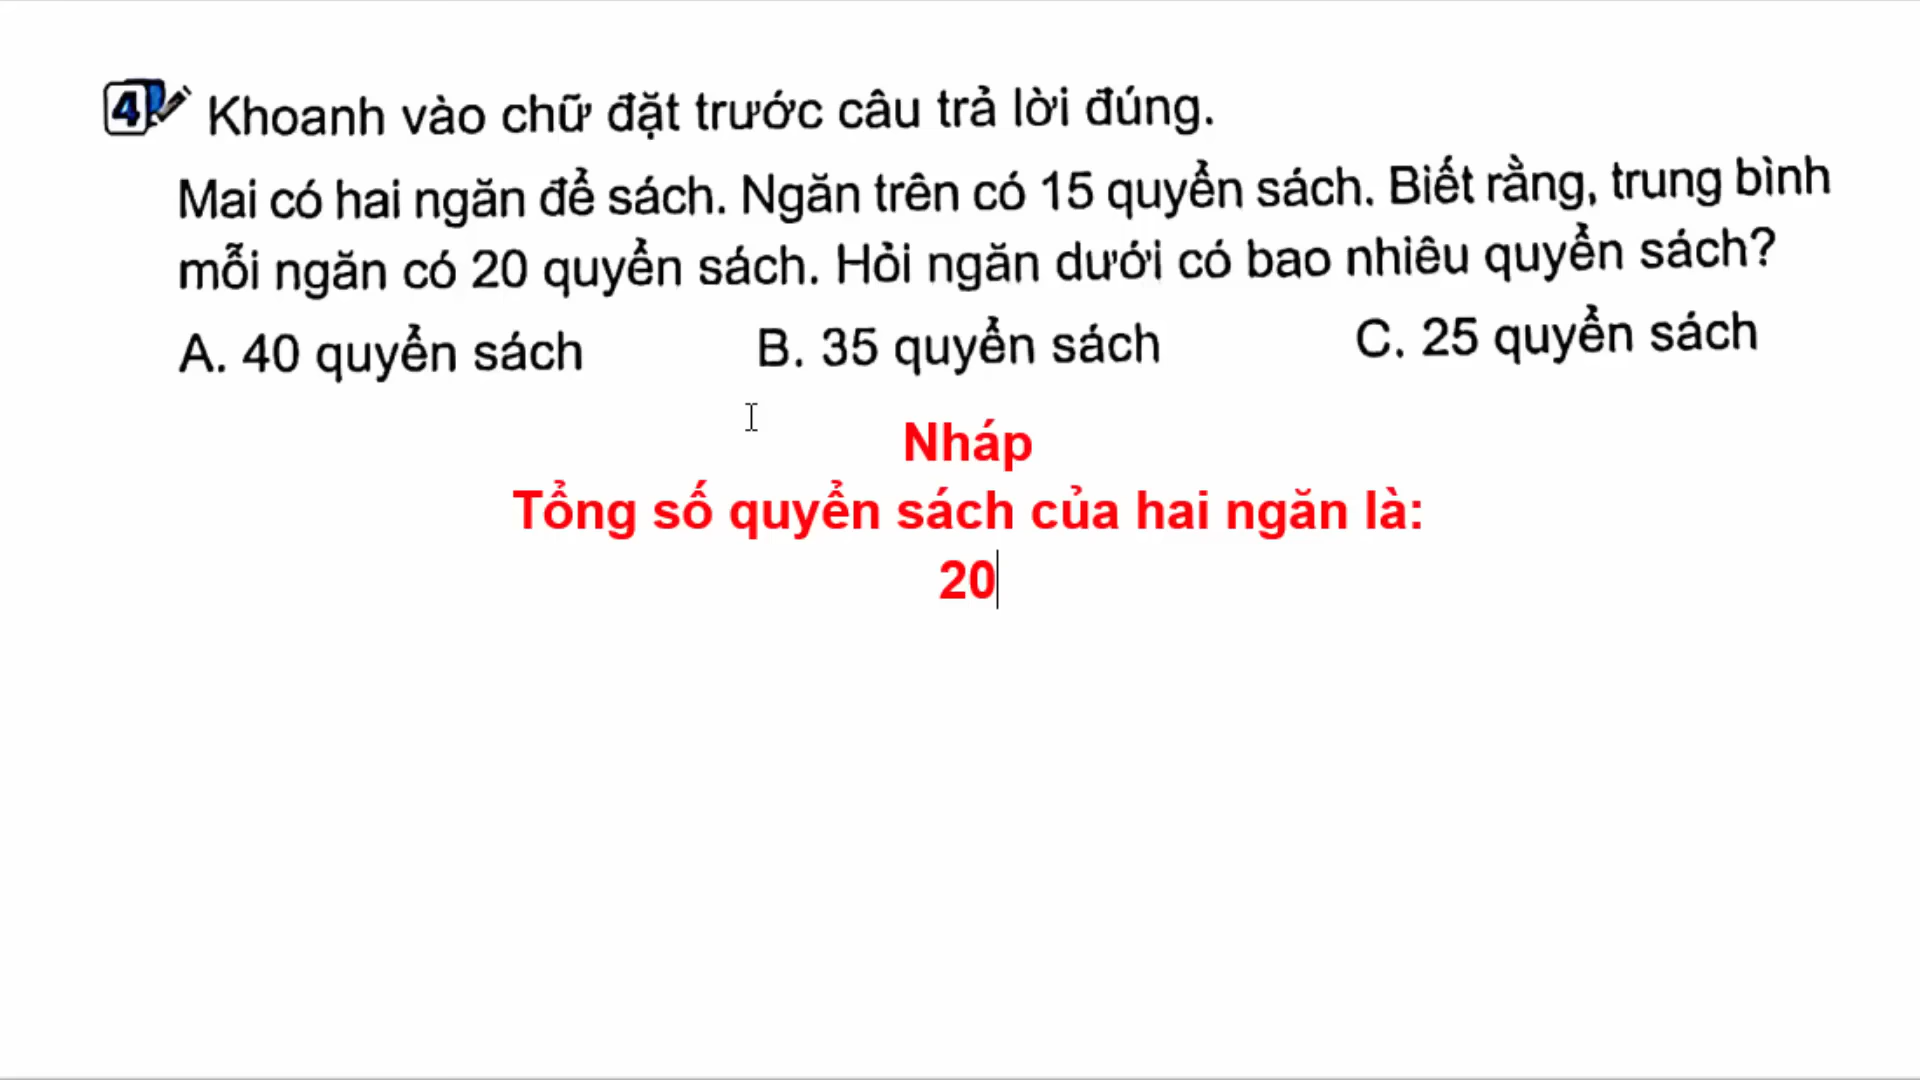 4 Khoanh vào chữ đặt trước câu trả lời đúng.
Mai có hai ngăn để sách. Ngăn trên có 15 quyển sách. Biết rằng, trung bình
mỗi ngăn có 20 quyển sách. Hỏi ngăn dưới có bao nhiêu quyển sách?
A. 40 quyển sách B. 35 quyển sách C. 25 quyển sách
Nháp
Tổng số quyển sách của hai ngăn là:
20